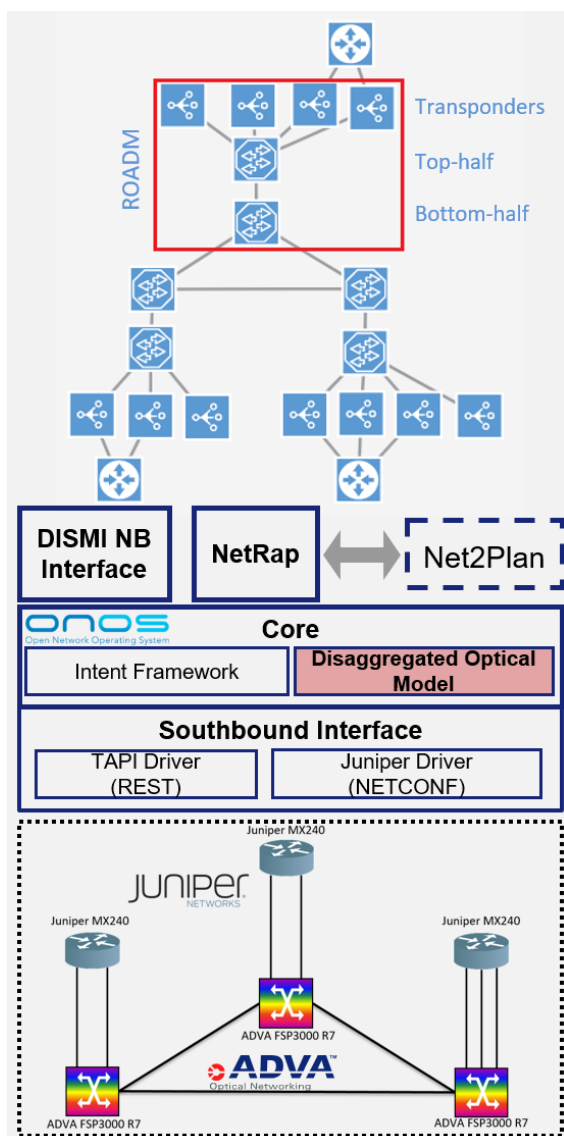 Transponders
ROADM
Top-half
Bottom-half
DISMI NB
Interface
NetRap
Net2Plan
onos
Open Network Operating System
Core
Intent Framework
Disaggregated Optical
Model
Southbound Interface
TAPI Driver
(REST)
Juniper Driver
(NETCONF)
Juniper MX240
JUNIPER
NETWORKS
Juniper MX240
Juniper MX240
ADVA FSP3000 R7
ADVA™
Optical Networking
ADVA FSP3000 R7
ADVA FSP3000 R7